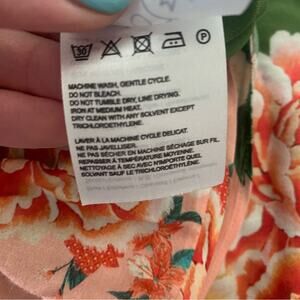 30 P
MACHINE WASH, GENTLE CYCLE.
DO NOT BLEACH.
DO NOT TUMBLE DRY, LINE DRYING.
IRON AT MEDIUM HEAT.
DRY CLEAN WITH ANY SOLVENT EXCEPT
TRICHLOROETHYLENE.
LAVER À LA MACHINE CYCLE DELICAT.
NE PAS JAVELLISER.
NE PAS SÉCHER EN MACHINE SÉCHAGE SUR FIL.
REPASSER À TEMPÉRATURE MOYENNE.
NETTOYAGE À SEC AVEC N'IMPORTE QUEL
SOLVANT SAUF LE TRICHLOROÉTHYLÈNE.